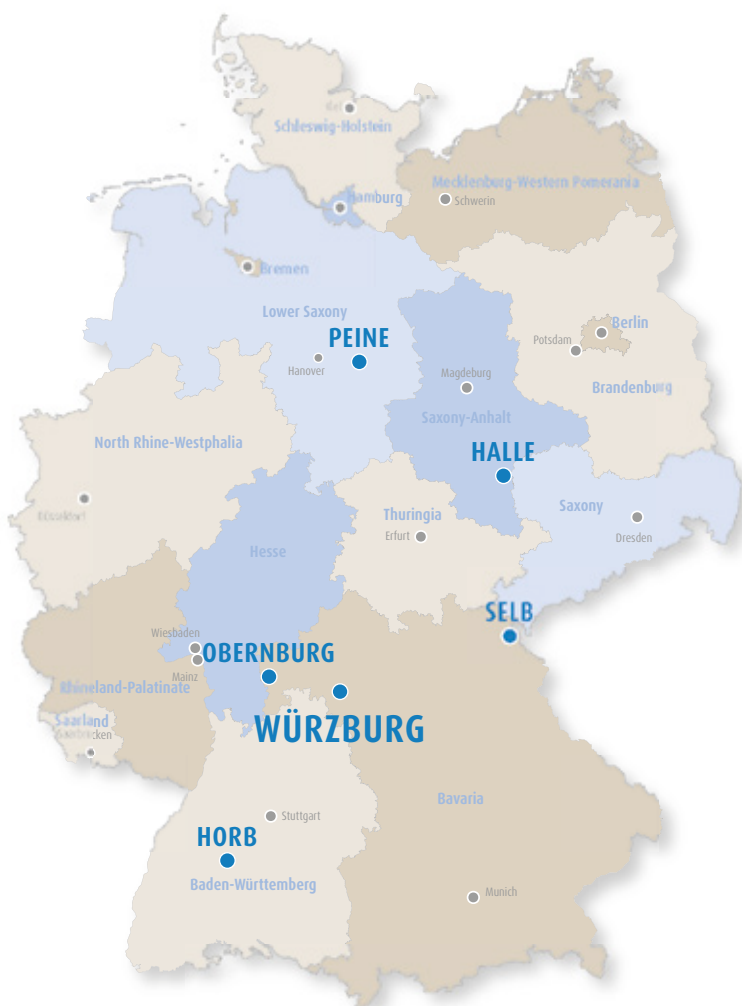 Schleswig-Holstein
Mecklenburg-Western Pomerania
Hamburg
Schwerin
Bremen
Lower Saxony
Berlin
PEINE
Potsdam
Hanover
Magdeburg
Brandenburg
Saxony-Anhalt
North Rhine-Westphalia
HALLE
Saxony
Thuringia
Dresden
Erfurt
Hesse
SELB
Wiesbaden
OBERNBURG
Mainz
Rhineland-Palatinate
Saarland
WÜRZBURG
Bavaria
Stuttgart
HORB
Baden-Württemberg
Munich